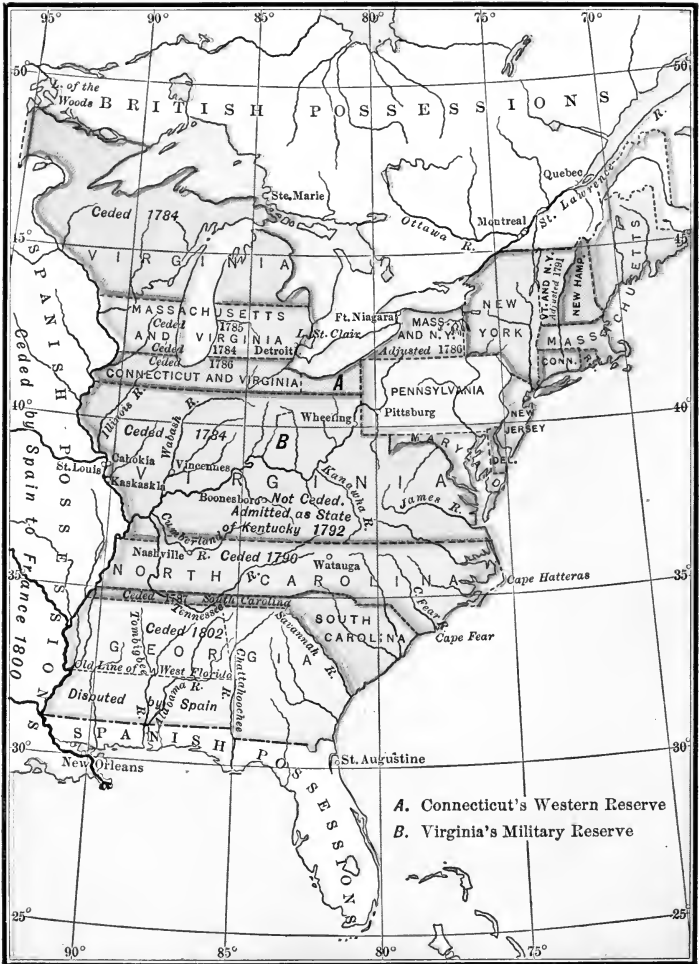 95°
90°
85°
80°
75°
70°
50°
50°
L. of the
Woods
BRITISH POSSESSIONS
R.
Quebec
St. Lawrence
Ste. Marie
Montreal
Ottawa R.
Ceded 1784
45°
45°
VIRGINIA
MASSACHUSETTS
Ceded 1785
AND VIRGINIA
Ceded 1784
Detroit
L. St. Clair
Ft. Niagara
MASS.
AND N.Y.
Adjusted 1786
NEW
YORK
VT. AND N.Y.
Adjusted 1791
NEW HAMP.
MASSACHUSETTS
MASS
CONN.
Ceded 1786
CONNECTICUT AND VIRGINIA
A
PENNSYLVANIA
Pittsburg
NEW
JERSEY
40°
40°
Illinois R.
Wabash R.
Wheeling
MARYLAND
DEL.
Ceded 1784
B
SPANISH POSSESSIONS
Ceded by Spain to France 1800
St. Louis
Cahokia
Vincennes
Kaskaskia
VIRGINIA
Kanawha R.
James R.
Boonesboro
Not Ceded.
Admitted as State
of Kentucky 1792
Cumberland R.
Nashville
Ceded 1790
Watauga
35°
35°
NORTH CAROLINA
Cape Hatteras
C. Fear R.
Cape Fear
Ceded 1787 South Carolina
Tennessee R.
SOUTH
CAROLINA
Ceded 1802
Tombigbee R.
GEORGIA
Savannah R.
Old Line of West Florida
Chattahoochee R.
Alabama R.
Disputed by Spain
SPANISH POSSESSIONS
30°
30°
New Orleans
St. Augustine
A. Connecticut's Western Reserve
B. Virginia's Military Reserve
25°
25°
90°
85°
80°
75°